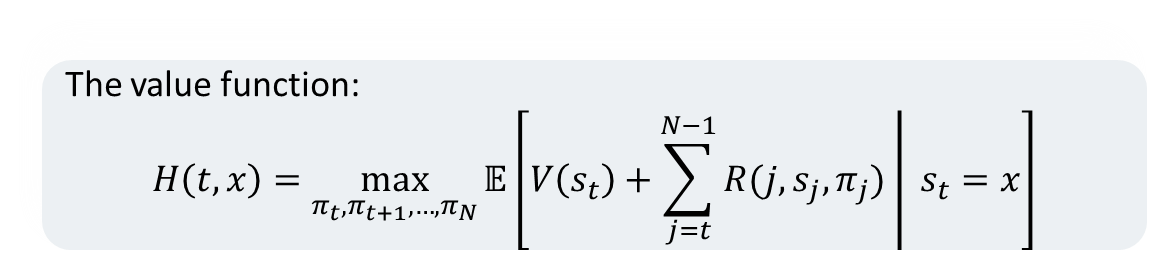 The value function:
H(t, x) = max_{π_t,π_{t+1},…,π_N} 𝔼 [ V(s_t) + ∑_{j=t}^{N−1} R(j, s_j, π_j) | s_t = x ]